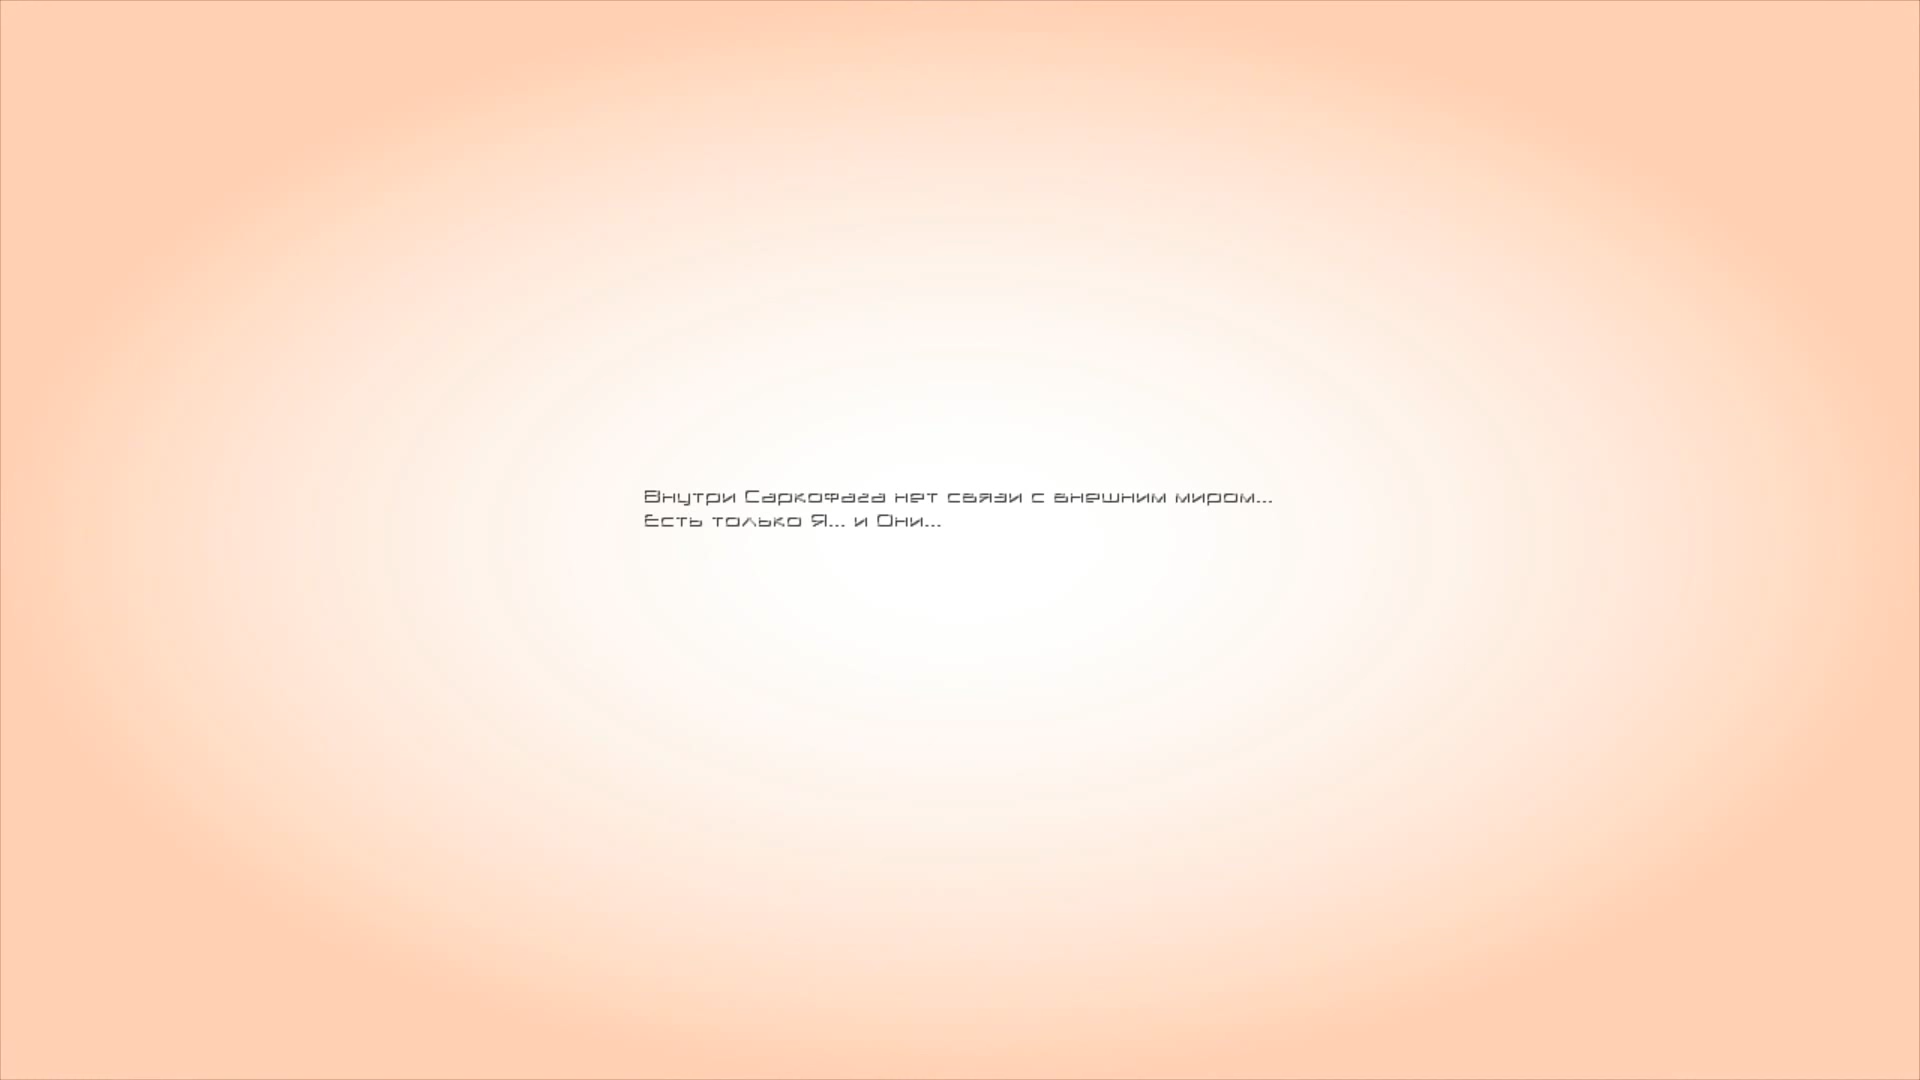 Внутри Саркофага нет связи с внешним миром...
Есть только Я... и Они...